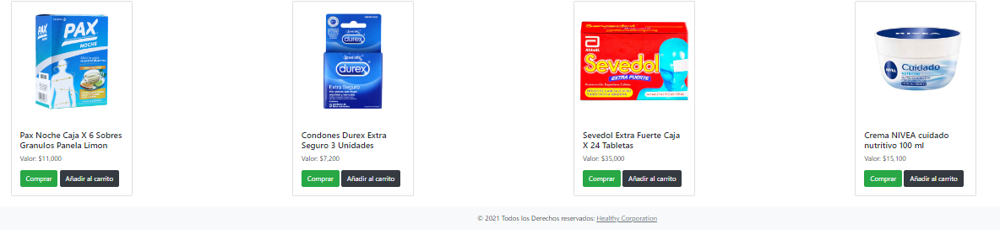 PAX
PAX
NOCHE
durex
durex
Extra Seguro
Abbott
Sevedol
EXTRA FUERTE
NIVEA
NIVEA
Cuidado
NUTRITIVO
Pax Noche Caja X 6 Sobres
Granulos Panela Limon
Valor: $11,000
Comprar
Añadir al carrito
Condones Durex Extra
Seguro 3 Unidades
Valor: $7,200
Comprar
Añadir al carrito
Sevedol Extra Fuerte Caja
X 24 Tabletas
Valor: $35,000
Comprar
Añadir al carrito
Crema NIVEA cuidado
nutritivo 100 ml
Valor: $15,100
Comprar
Añadir al carrito
© 2021 Todos los Derechos reservados: Healthy Corporation